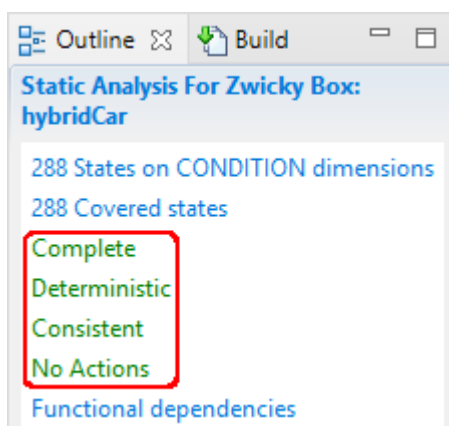 Outline Build
Static Analysis For Zwicky Box:
hybridCar
288 States on CONDITION dimensions
288 Covered states
Complete
Deterministic
Consistent
No Actions
Functional dependencies